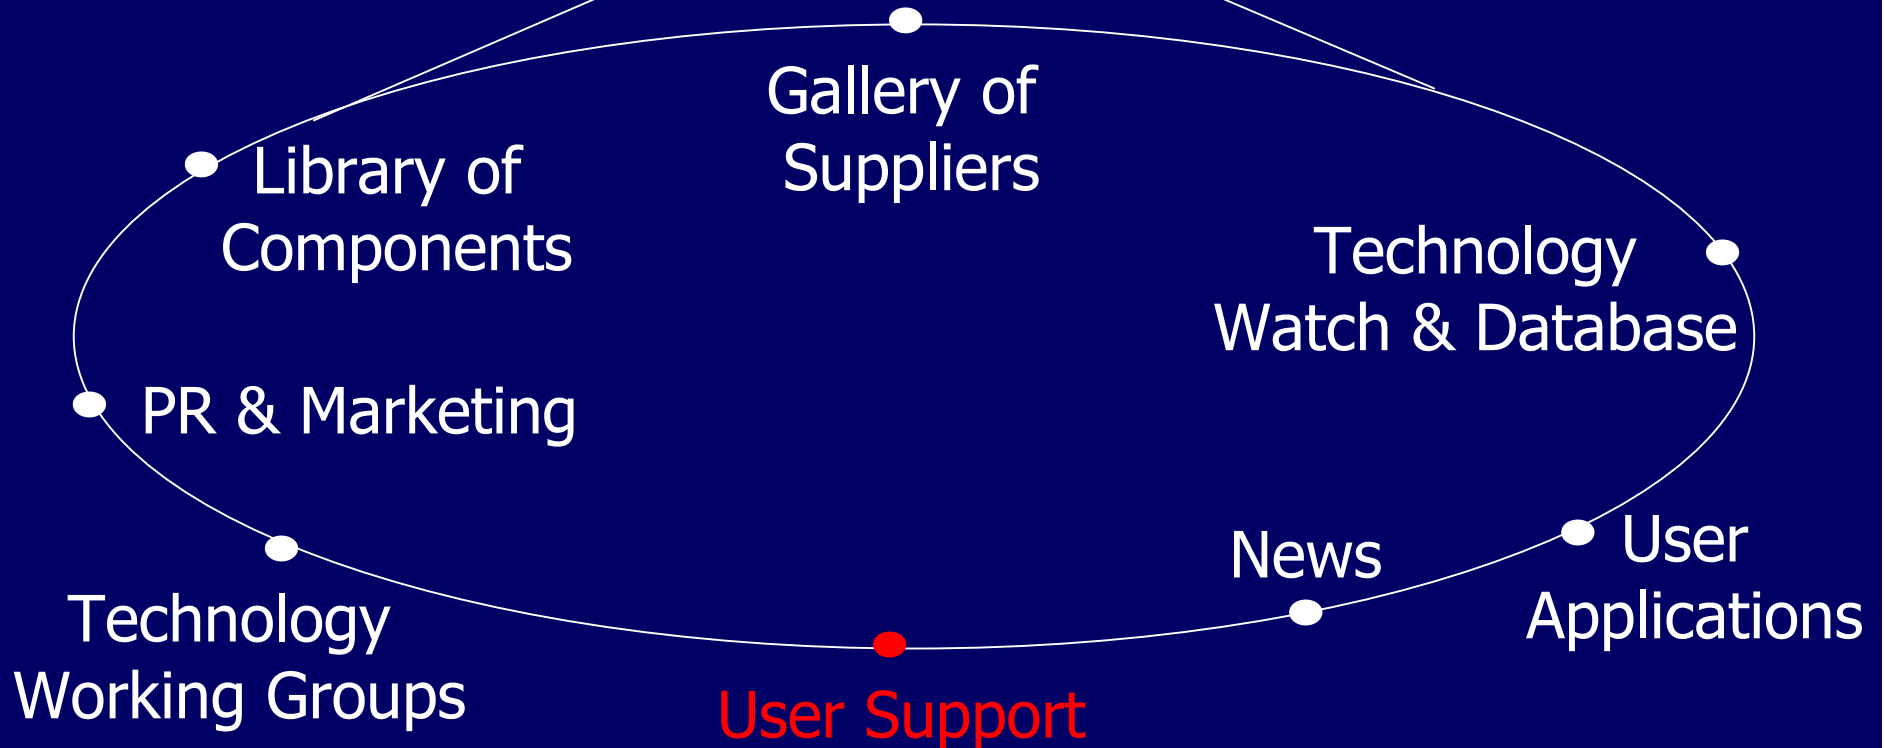 Gallery of
Suppliers
Library of
Components
Technology
Watch & Database
PR & Marketing
News
User
Applications
Technology
Working Groups
User Support